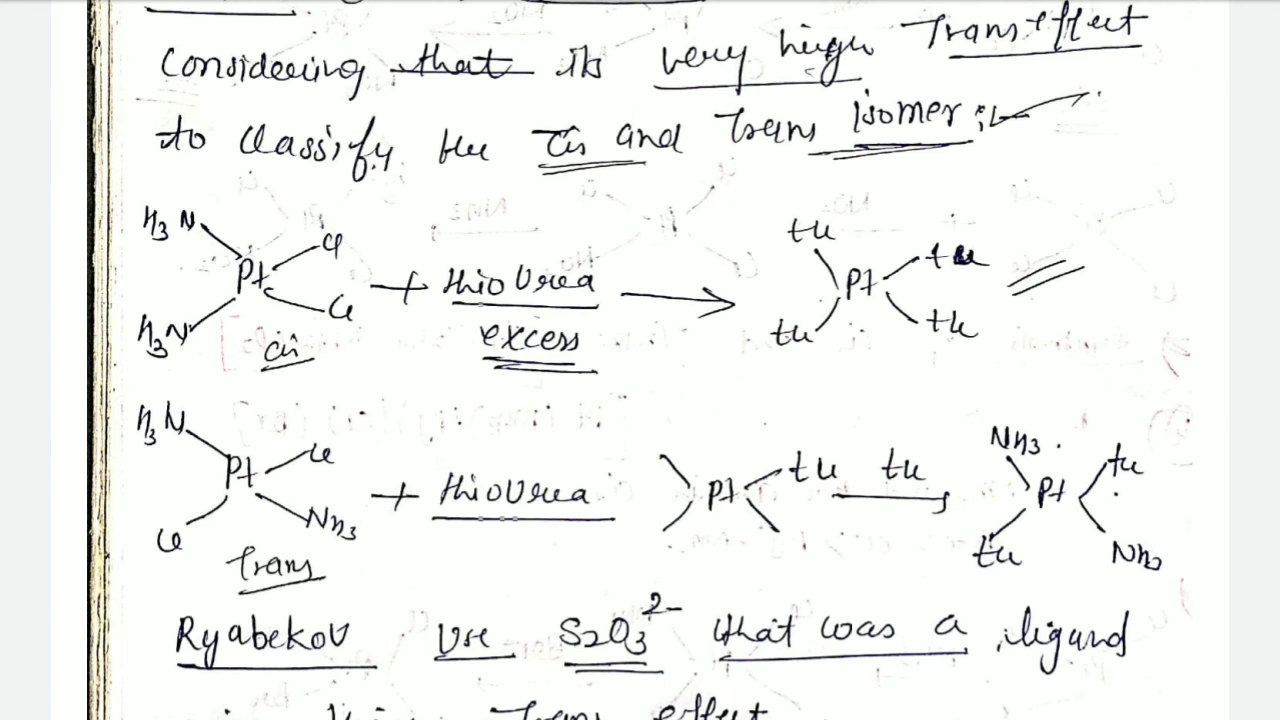 Considering that its very high Trans effect
to classify the Cis and Trans isomer :-
H3N Cl
Pt + thioUrea → tu Pt tu
H3N Cl excess tu tu
cis
H3N Cl
Pt + thioUrea Pt tu tu → NH3 Pt tu
Cl NH3 tu NH3
Trans
Ryabekov Use S2O3 2- that was a ligand
Trans effect